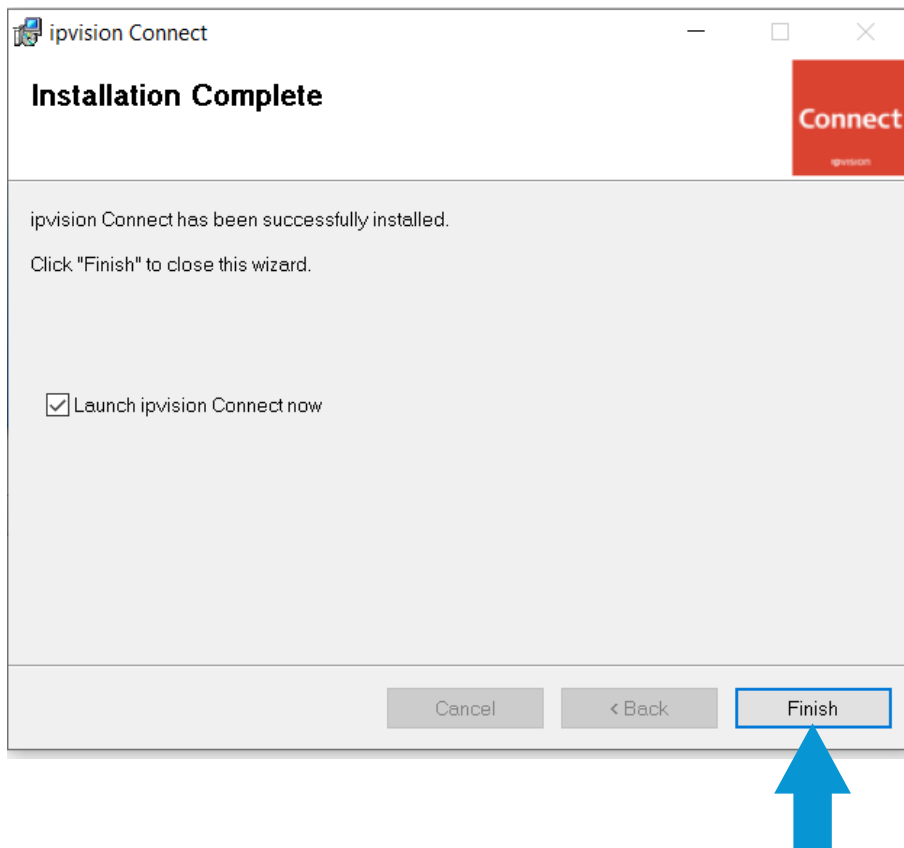 ipvision Connect
Installation Complete
Connect
ipvision
ipvision Connect has been successfully installed.
Click "Finish" to close this wizard.
Launch ipvision Connect now
Cancel
< Back
Finish